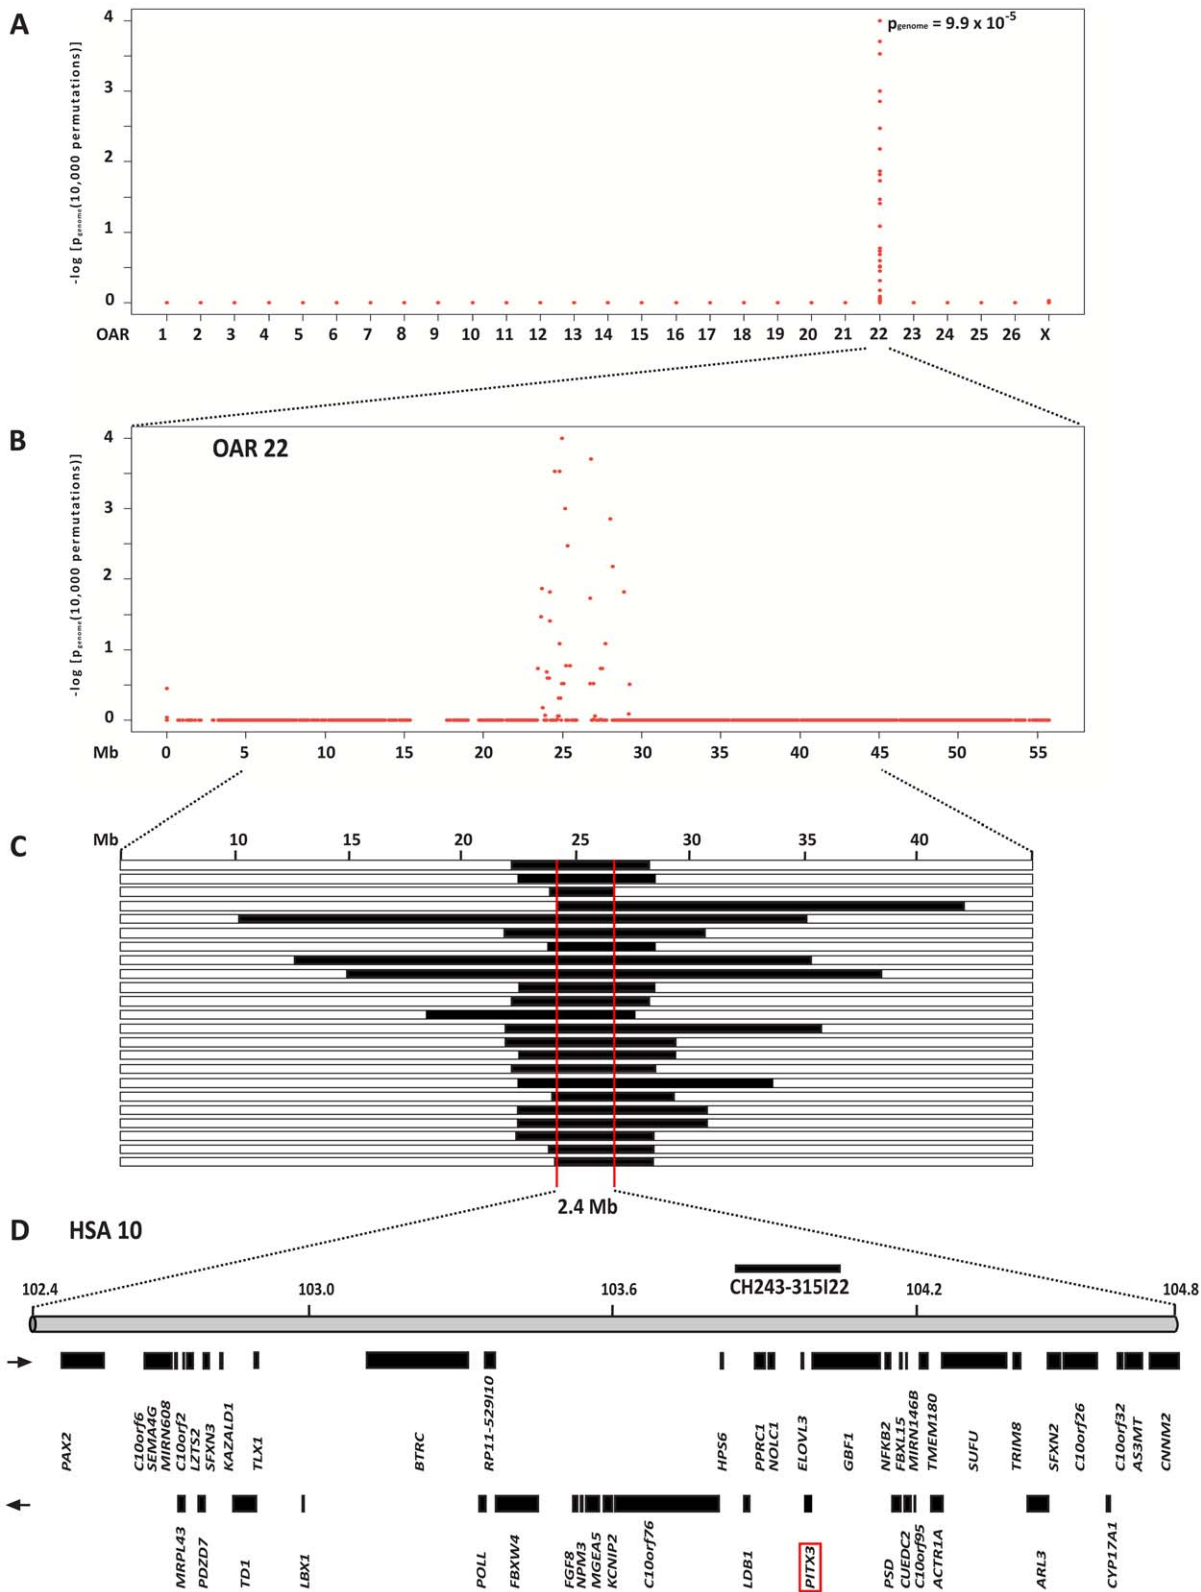 A
p genome = 9.9 x 10-5
-log [p genome (10,000 permutations)]
4
3
2
1
0
OAR 1 2 3 4 5 6 7 8 9 10 11 12 13 14 15 16 17 18 19 20 21 22 23 24 25 26 X
B
OAR 22
-log [p genome (10,000 permutations)]
4
3
2
1
0
Mb 0 5 10 15 20 25 30 35 40 45 50 55
C
Mb 10 15 20 25 30 35 40
2.4 Mb
D HSA 10
CH243-315I22
102.4 103.0 103.6 104.2 104.8
PAX2
C10orf6
SEMA4G
MIRN608
C10orf2
LZTS2
SFXN3
KAZALD1
TLX1
BTRC
RP11-529I10
HPS6
PPRC1
NOLC1
ELOVL3
GBF1
NFKB2
FBXL15
MIRN146B
TMEM180
SUFU
TRIM8
SFXN2
C10orf26
C10orf32
AS3MT
CNNM2
MRPL43
PDZD7
TD1
LBX1
POLL
FBXW4
FGF8
NPM3
MGEA5
KCNIP2
C10orf76
LDB1
PITX3
PSD
CUEDC2
C10orf95
ACTR1A
ARL3
CYP17A1